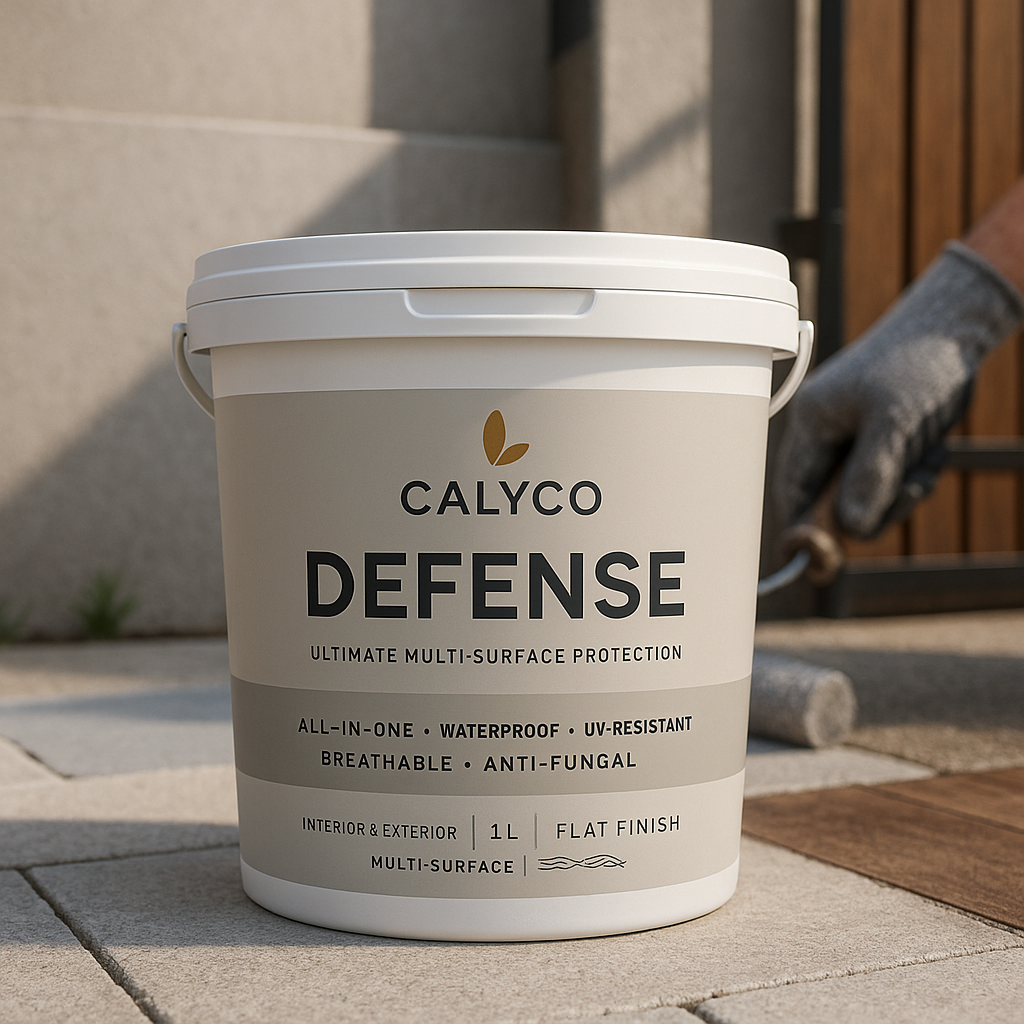 CALYCO
DEFENSE
ULTIMATE MULTI-SURFACE PROTECTION
ALL-IN-ONE • WATERPROOF • UV-RESISTANT
BREATHABLE • ANTI-FUNGAL
INTERIOR & EXTERIOR | 1 L | FLAT FINISH
MULTI-SURFACE |